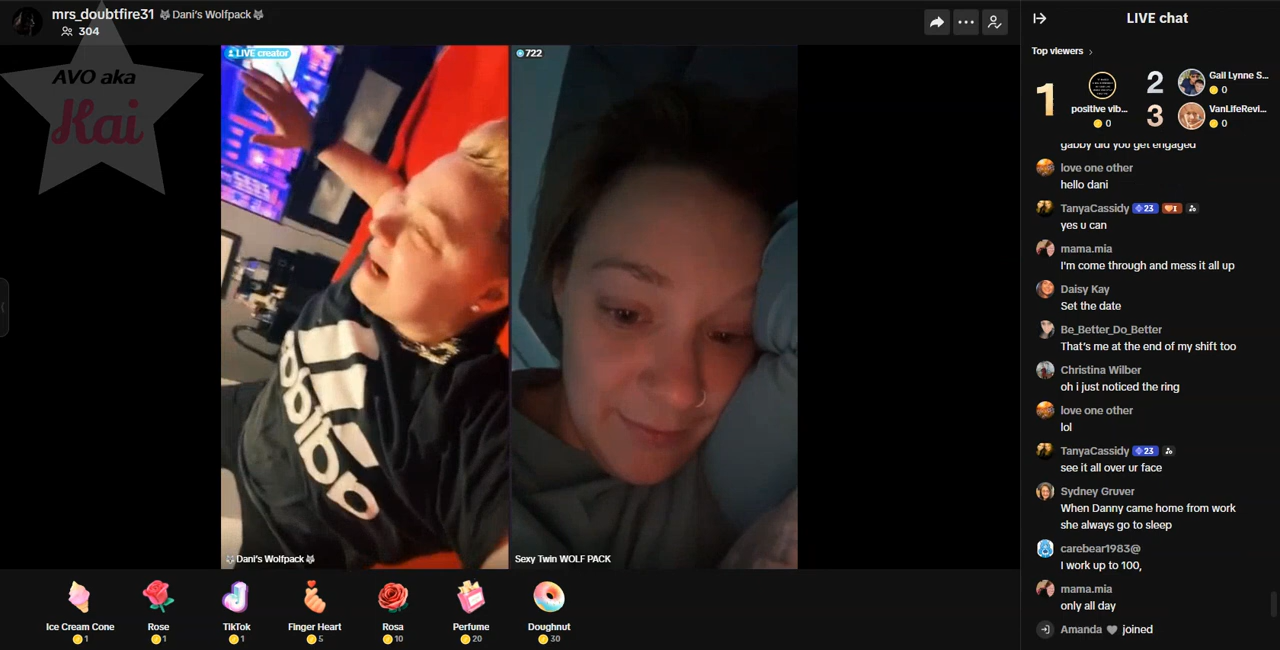 mrs_doubtfire31 🐺Dani's Wolfpack🐺
304
AVO aka
Kai
LIVE creator
722
adidas
🐺Dani's Wolfpack🐺
Sexy Twin WOLF PACK
Ice Cream Cone
1
Rose
1
TikTok
1
Finger Heart
5
Rosa
10
Perfume
20
Doughnut
30
LIVE chat
Top viewers >
1
positive vib...
0
2
Gail Lynne S...
0
3
VanLifeRevi...
0
gabby did you get engaged
love one other
hello dani
TanyaCassidy 23 I
yes u can
mama.mia
I'm come through and mess it all up
Daisy Kay
Set the date
Be_Better_Do_Better
That's me at the end of my shift too
Christina Wilber
oh i just noticed the ring
love one other
lol
TanyaCassidy 23
see it all over ur face
Sydney Gruver
When Danny came home from work
she always go to sleep
carebear1983@
I work up to 100,
mama.mia
only all day
Amanda 🩶 joined